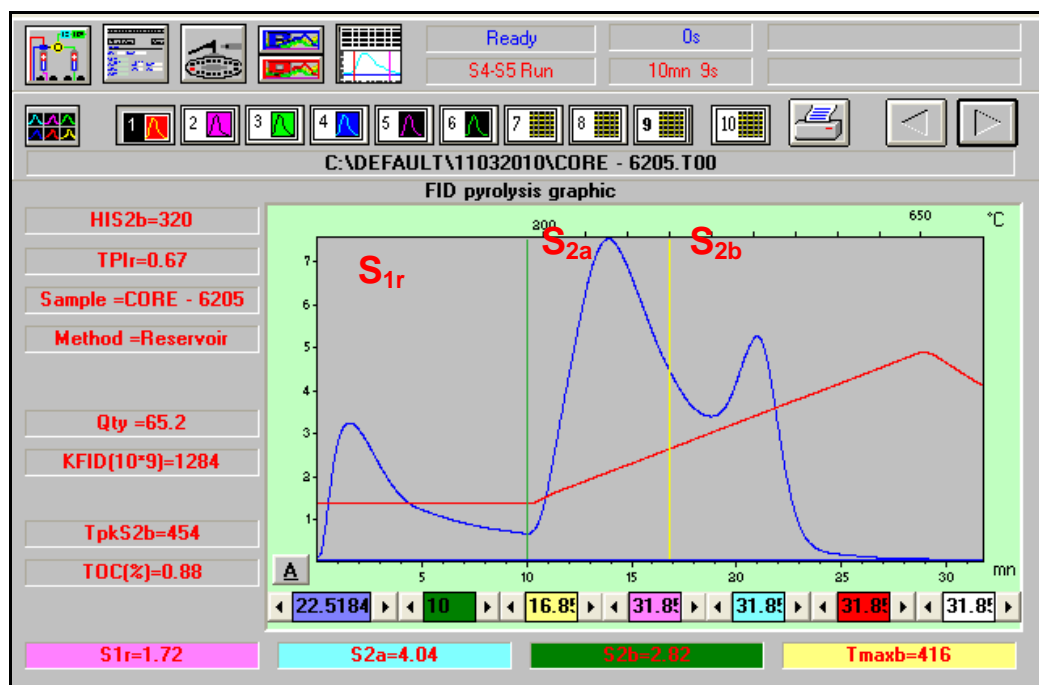 Ready 0s
S4-S5 Run 10mn 9s
1 2 3 4 5 6 7 8 9 10
C:\DEFAULT\11032010\CORE - 6205.T00
FID pyrolysis graphic
HIS2b=320
TPIr=0.67
Sample =CORE - 6205
Method =Reservoir
Qty =65.2
KFID(10*9)=1284
TpkS2b=454
TOC(%)=0.88
200 650 °C
S1r S2a S2b
7
6
5
4
3
2
1
A 5 10 15 20 25 30 mn
22.5184 10 16.85 31.85 31.85 31.85 31.85
S1r=1.72 S2a=4.04 S2b=2.82 Tmaxb=416